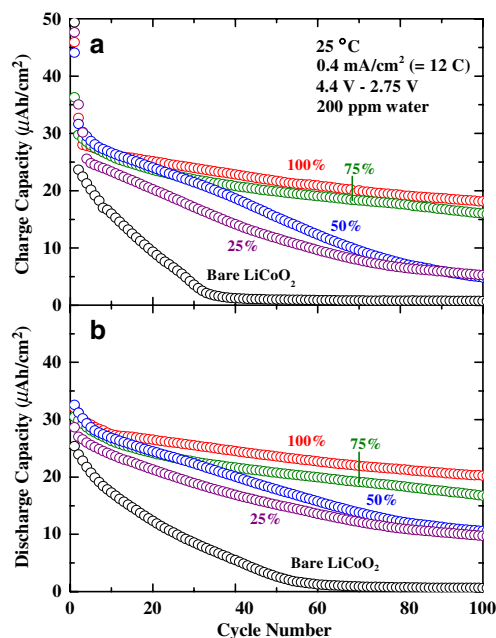 a
25 °C
0.4 mA/cm² (= 12 C)
4.4 V - 2.75 V
200 ppm water
100%
75%
50%
25%
Bare LiCoO₂
Charge Capacity (μAh/cm²)
50
40
30
20
10
0
b
100%
75%
50%
25%
Bare LiCoO₂
Discharge Capacity (μAh/cm²)
40
30
20
10
0
0 20 40 60 80 100
Cycle Number